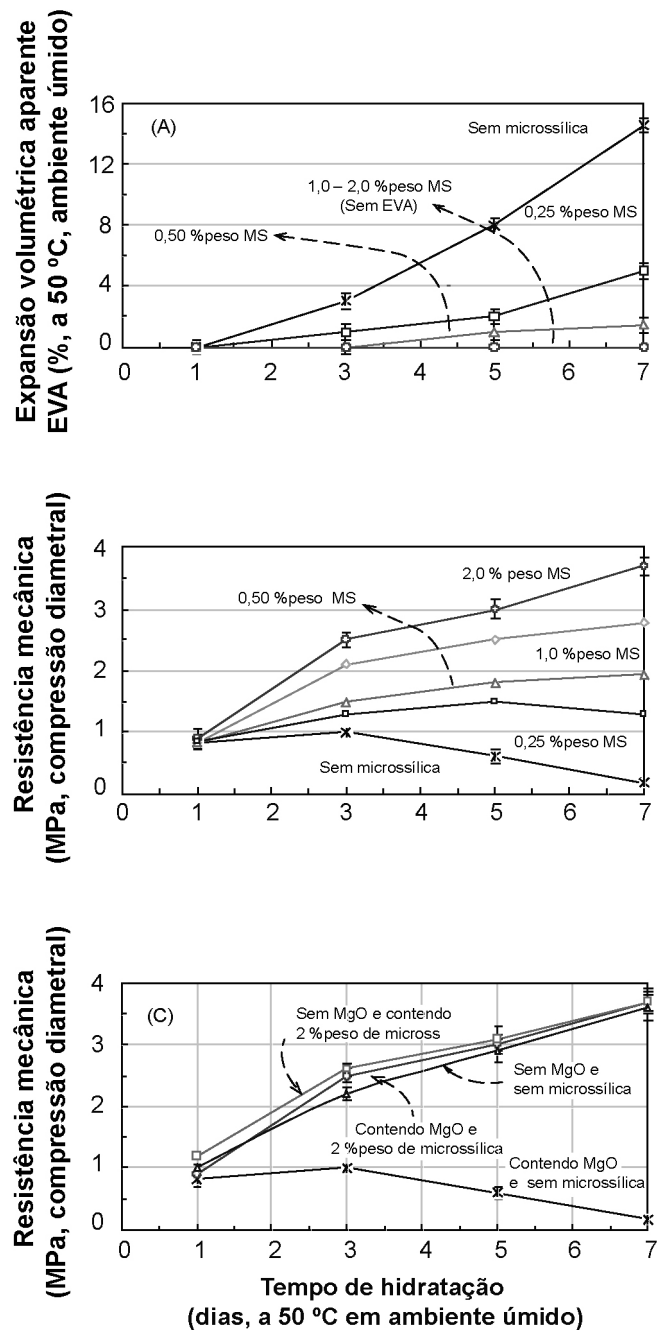 Expansão volumétrica aparente
EVA (%, a 50 ºC, ambiente úmido)
16
12
8
4
0
(A)
Sem microssílica
1,0 – 2,0 %peso MS
(Sem EVA)
0,25 %peso MS
0,50 %peso MS
0
1
2
3
4
5
6
7
Resistência mecânica
(MPa, compressão diametral)
4
3
2
1
0
2,0 % peso MS
0,50 %peso MS
1,0 %peso MS
0,25 %peso MS
Sem microssílica
0
1
2
3
4
5
6
7
Resistência mecânica
(MPa, compressão diametral)
4
3
2
1
0
(C)
Sem MgO e contendo
2 %peso de micross
Sem MgO e
sem microssílica
Contendo MgO e
2 %peso de microssílica
Contendo MgO
e sem microssílica
0
1
2
3
4
5
6
7
Tempo de hidratação
(dias, a 50 ºC em ambiente úmido)